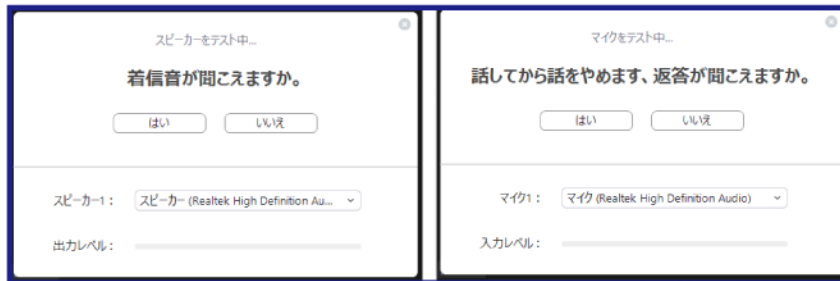 スピーカーをテスト中...
着信音が聞こえますか。
はい いいえ
スピーカー1： スピーカー (Realtek High Definition Au...
出力レベル：
マイクをテスト中...
話してから話をやめます、返答が聞こえますか。
はい いいえ
マイク1： マイク (Realtek High Definition Audio)
入力レベル：